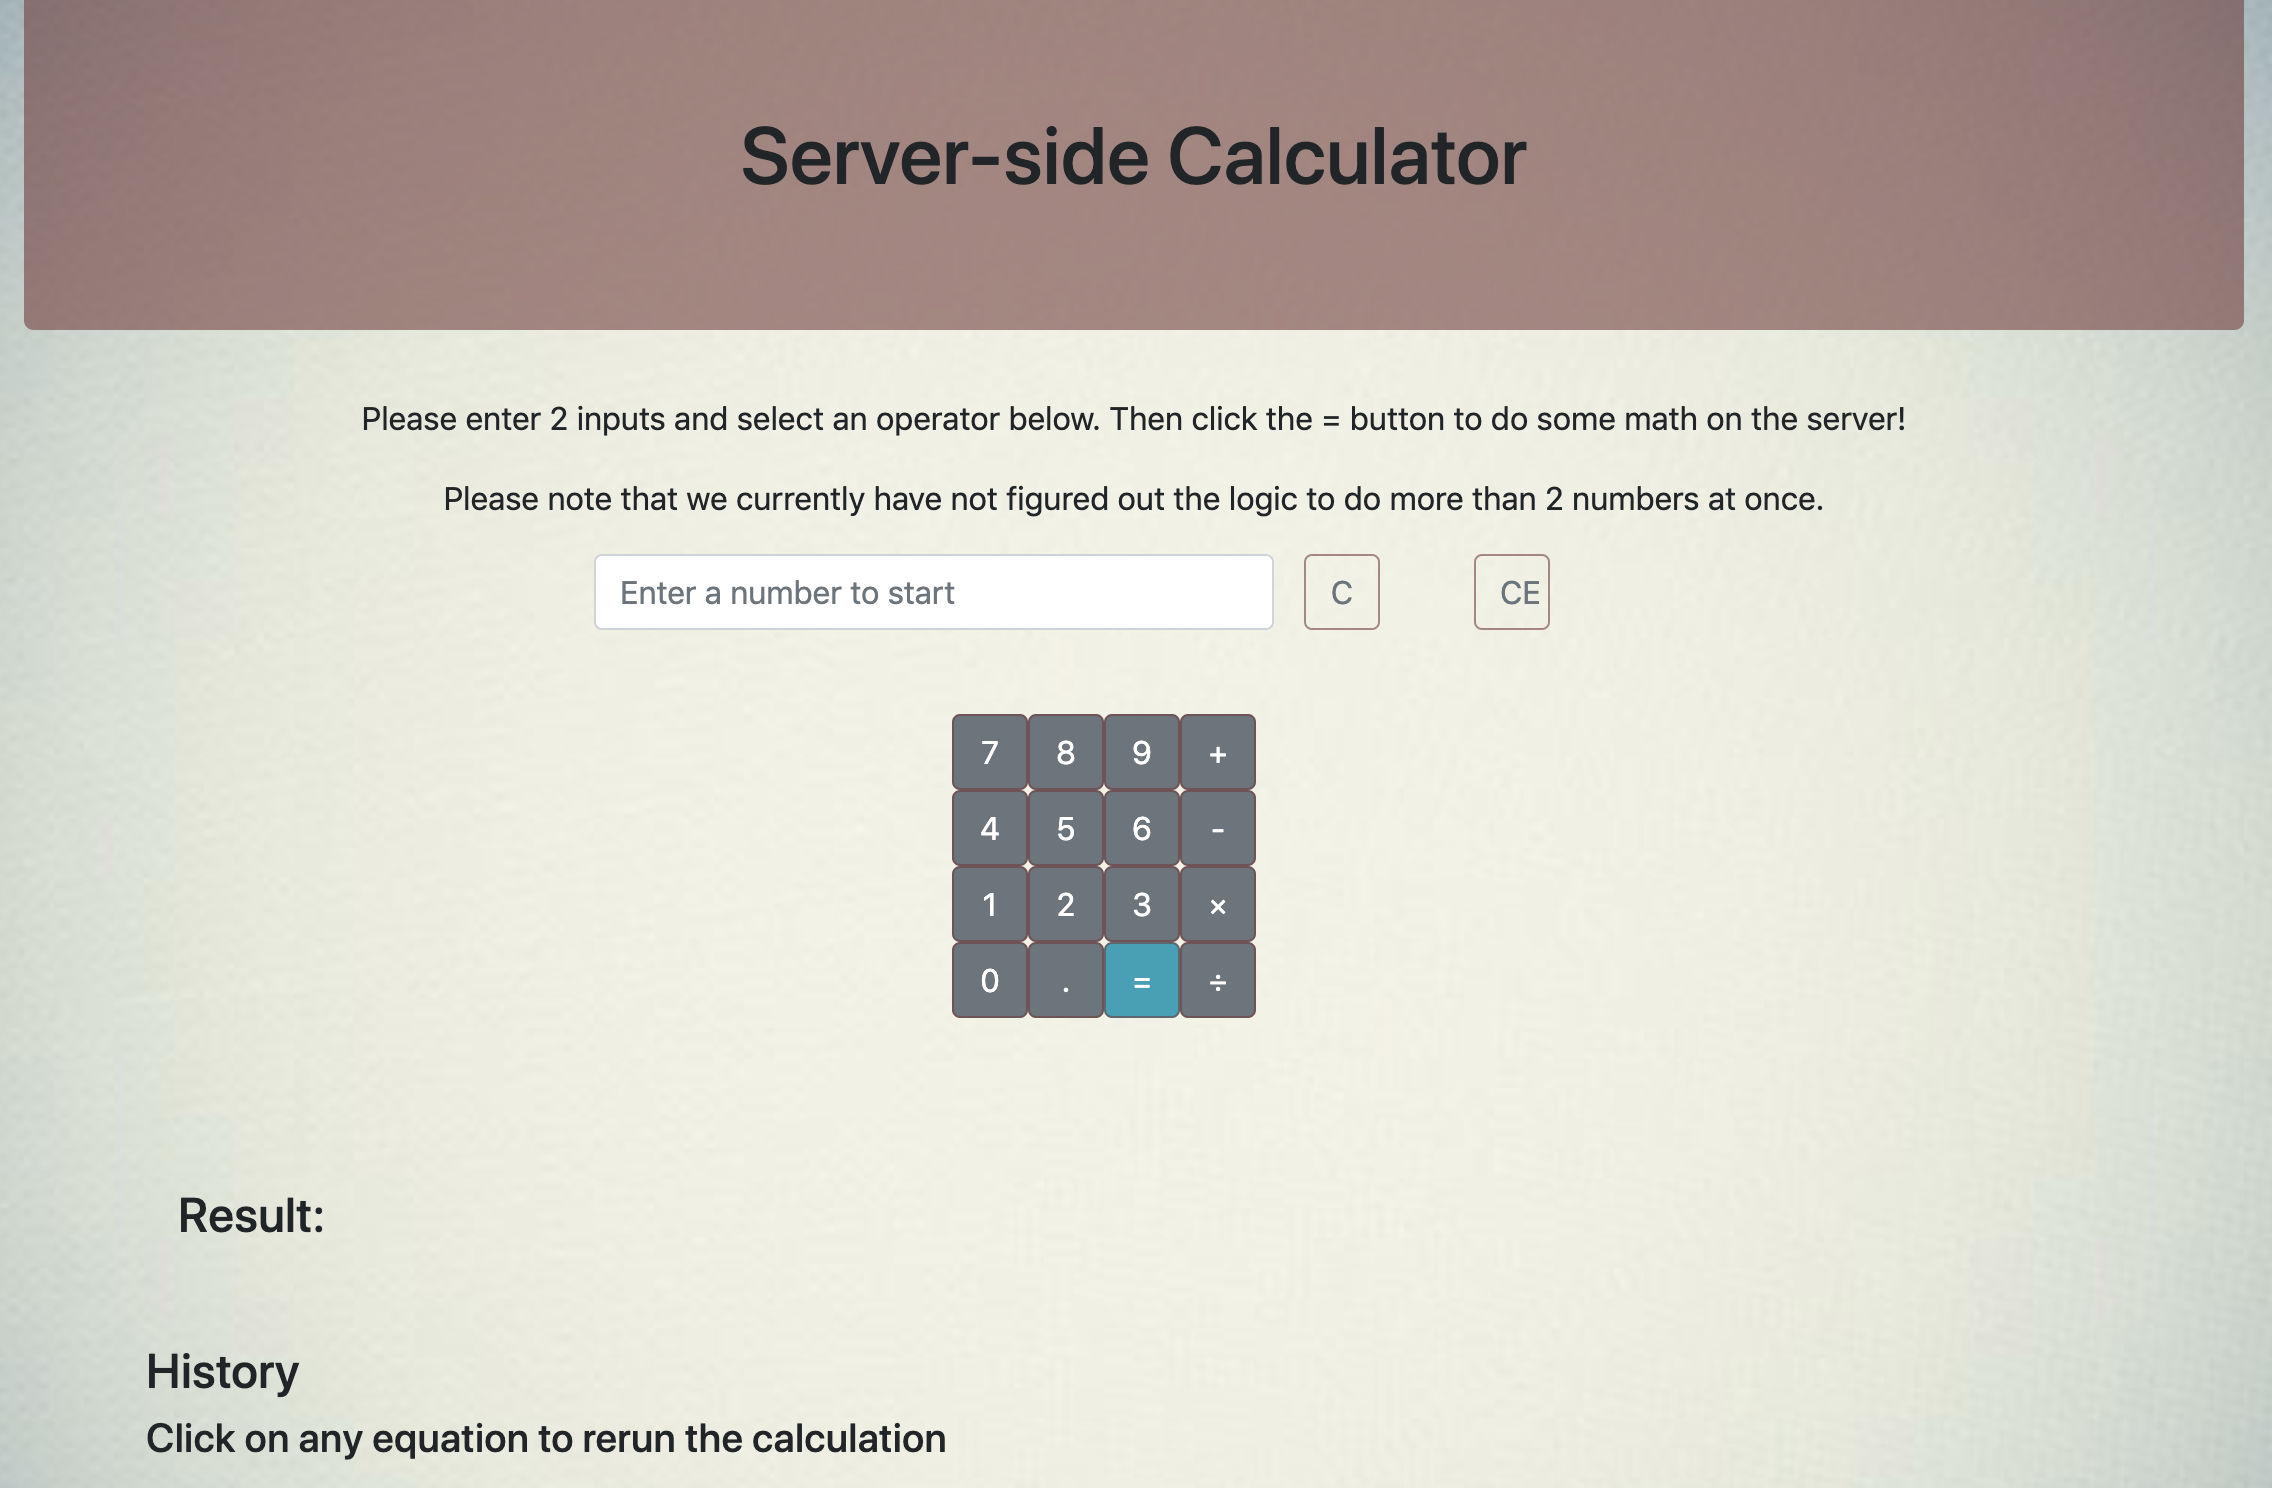 Server-side Calculator
Please enter 2 inputs and select an operator below. Then click the = button to do some math on the server!
Please note that we currently have not figured out the logic to do more than 2 numbers at once.
Enter a number to start C CE
7 8 9 +
4 5 6 -
1 2 3 ×
0 . = ÷
Result:
History
Click on any equation to rerun the calculation